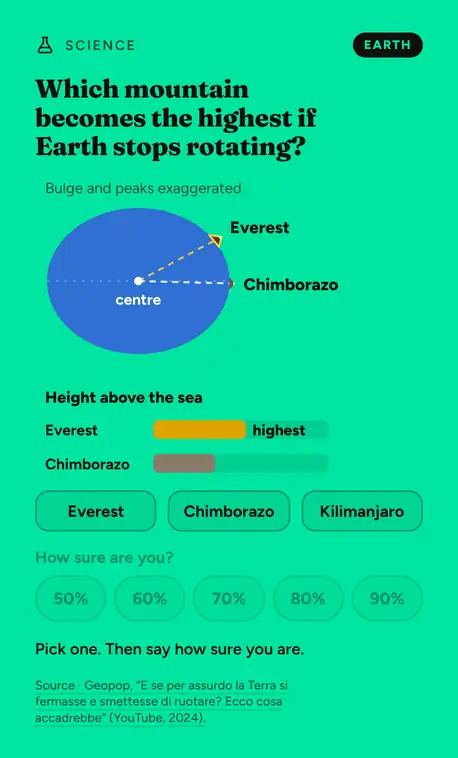 SCIENCE
EARTH
Which mountain
becomes the highest if
Earth stops rotating?
Bulge and peaks exaggerated
Everest
Chimborazo
centre
Height above the sea
Everest
highest
Chimborazo
Everest
Chimborazo
Kilimanjaro
How sure are you?
50%
60%
70%
80%
90%
Pick one. Then say how sure you are.
Source · Geopop, “E se per assurdo la Terra si
fermasse e smettesse di ruotare? Ecco cosa
accadrebbe” (YouTube, 2024).